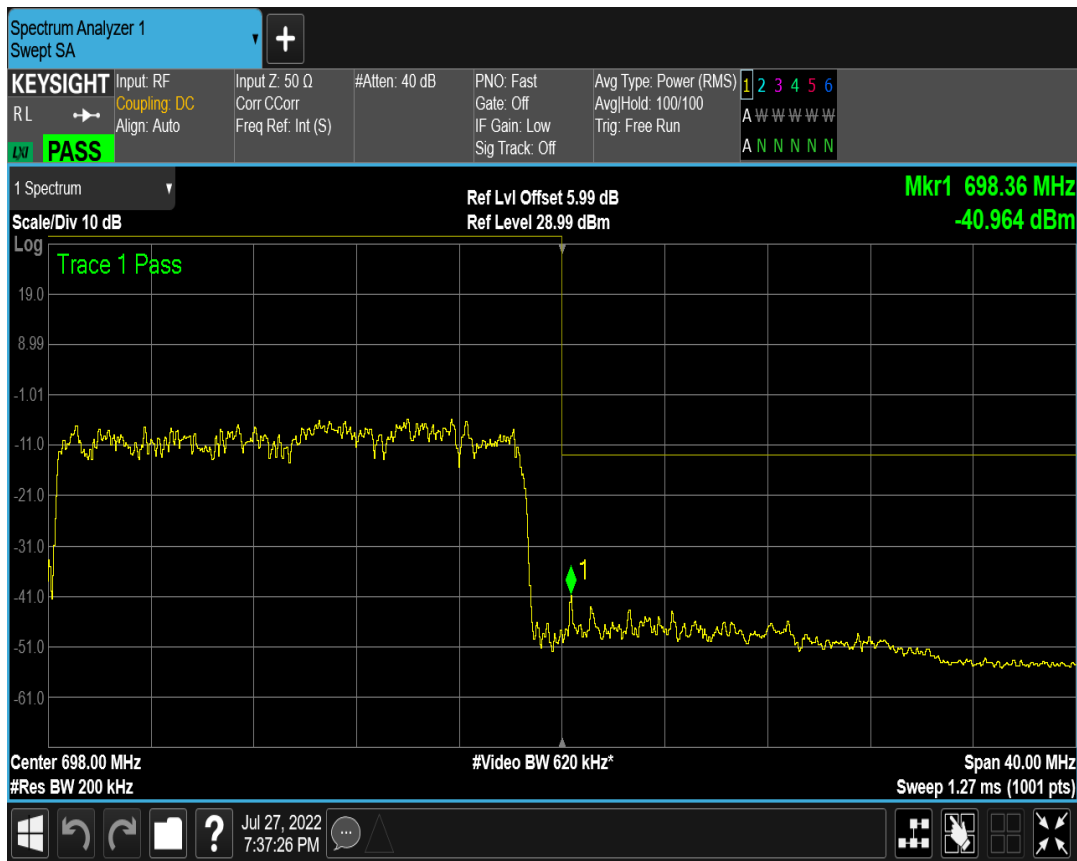 Spectrum Analyzer 1
Swept SA
+
KEYSIGHT
RL
LXI PASS
Input: RF
Coupling: DC
Align: Auto
Input Z: 50 Ω
Corr CCorr
Freq Ref: Int (S)
#Atten: 40 dB
PNO: Fast
Gate: Off
IF Gain: Low
Sig Track: Off
Avg Type: Power (RMS)
Avg|Hold: 100/100
Trig: Free Run
1 2 3 4 5 6
A W W W W W
A N N N N N
1 Spectrum
Scale/Div 10 dB
Ref Lvl Offset 5.99 dB
Ref Level 28.99 dBm
Mkr1 698.36 MHz
-40.964 dBm
Log
Trace 1 Pass
19.0
8.99
-1.01
-11.0
-21.0
-31.0
-41.0
-51.0
-61.0
1
Center 698.00 MHz
#Res BW 200 kHz
#Video BW 620 kHz*
Span 40.00 MHz
Sweep 1.27 ms (1001 pts)
?
Jul 27, 2022
7:37:26 PM